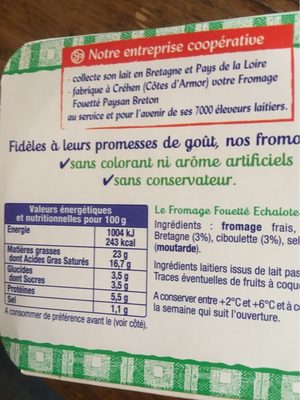 Notre entreprise coopérative
- collecte son lait en Bretagne et Pays de la Loire
- fabrique à Créhen (Côtes d'Armor) votre Fromage
Fouetté Paysan Breton
au service et pour l'avenir de ses 7000 éleveurs laitiers.
Fidèles à leurs promesses de goût, nos froma
✓sans colorant ni arôme artificiels
✓sans conservateur.
Valeurs énergétiques
et nutritionnelles pour 100 g
Energie 1004 kJ
243 kcal
Matières grasses 23 g
dont Acides Gras Saturés 16,7 g
Glucides 3,5 g
dont Sucres 3,5 g
Protéines 5,5 g
Sel 1,1 g
A consommer de préférence avant le (voir côté).
Le Fromage Fouetté Echalote
Ingrédients : fromage frais,
Bretagne (3%), ciboulette (3%), sel
(moutarde).
Ingrédients laitiers issus de lait pas
Traces éventuelles de fruits à coqu
A conserver entre +2°C et +6°C et à c
la semaine qui suit l'ouverture.